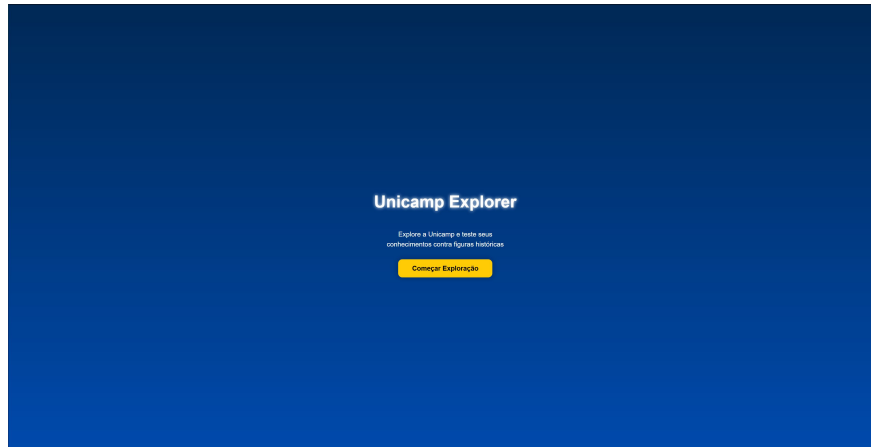 Unicamp Explorer
Explore a Unicamp e teste seus
conhecimentos contra figuras históricas
Começar Exploração